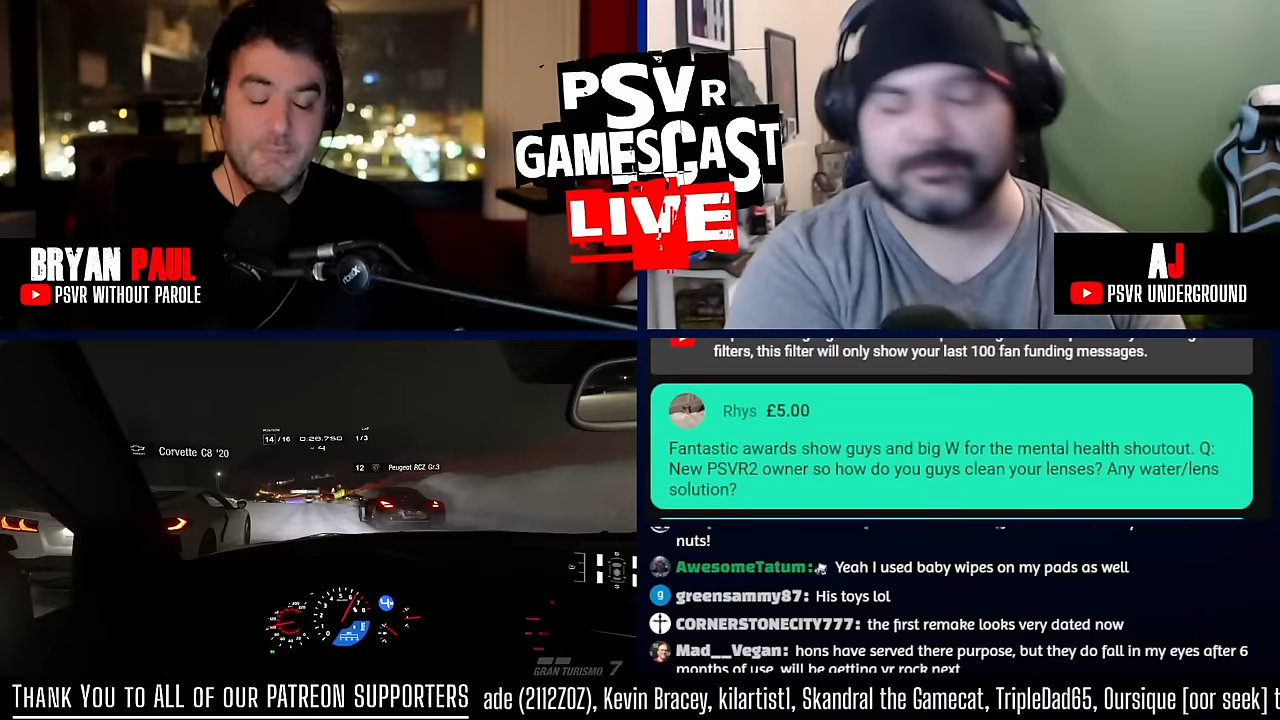 PSVR
GAMESCAST
LIVE
BRYAN PAUL
PSVR WITHOUT PAROLE
AJ
PSVR UNDERGROUND
rode
filters, this filter will only show your last 100 fan funding messages.
Rhys £5.00
Fantastic awards show guys and big W for the mental health shoutout. Q:
New PSVR2 owner so how do you guys clean your lenses? Any water/lens
solution?
nuts!
AwesomeTatum: Yeah I used baby wipes on my pads as well
g greensammy87: His toys lol
CORNERSTONECITY777: the first remake looks very dated now
Mad__Vegan: hons have served there purpose, but they do fall in my eyes after 6
months of use, will be getting vr rock next
Corvette C8 '20
POSITION
LAP
14/16 0:28.750 1/3
12 Peugeot RCZ Gr.3
GRAN TURISMO 7
THANK YOU TO ALL OF OUR PATREON SUPPORTERS
ade (2112ZOZ), Kevin Bracey, kilartist1, Skandral the Gamecat, TripleDad65, Oursique [oor seek] t